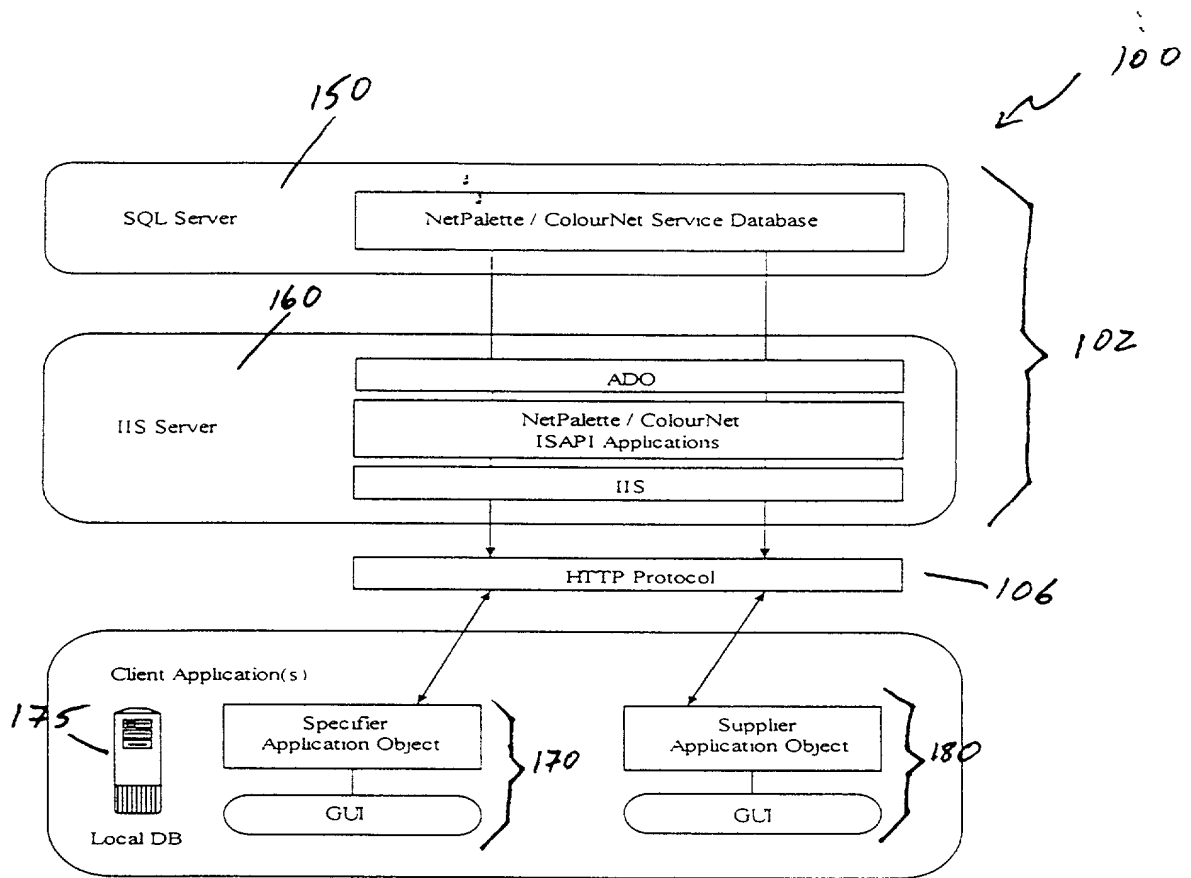 100
150
SQL Server
NetPalette / ColourNet Service Database
160
102
ADO
IIS Server
NetPalette / ColourNet
ISAPI Applications
IIS
HTTP Protocol
106
Client Application(s)
175
Specifier
Application Object
170
Supplier
Application Object
180
GUI
GUI
Local DB